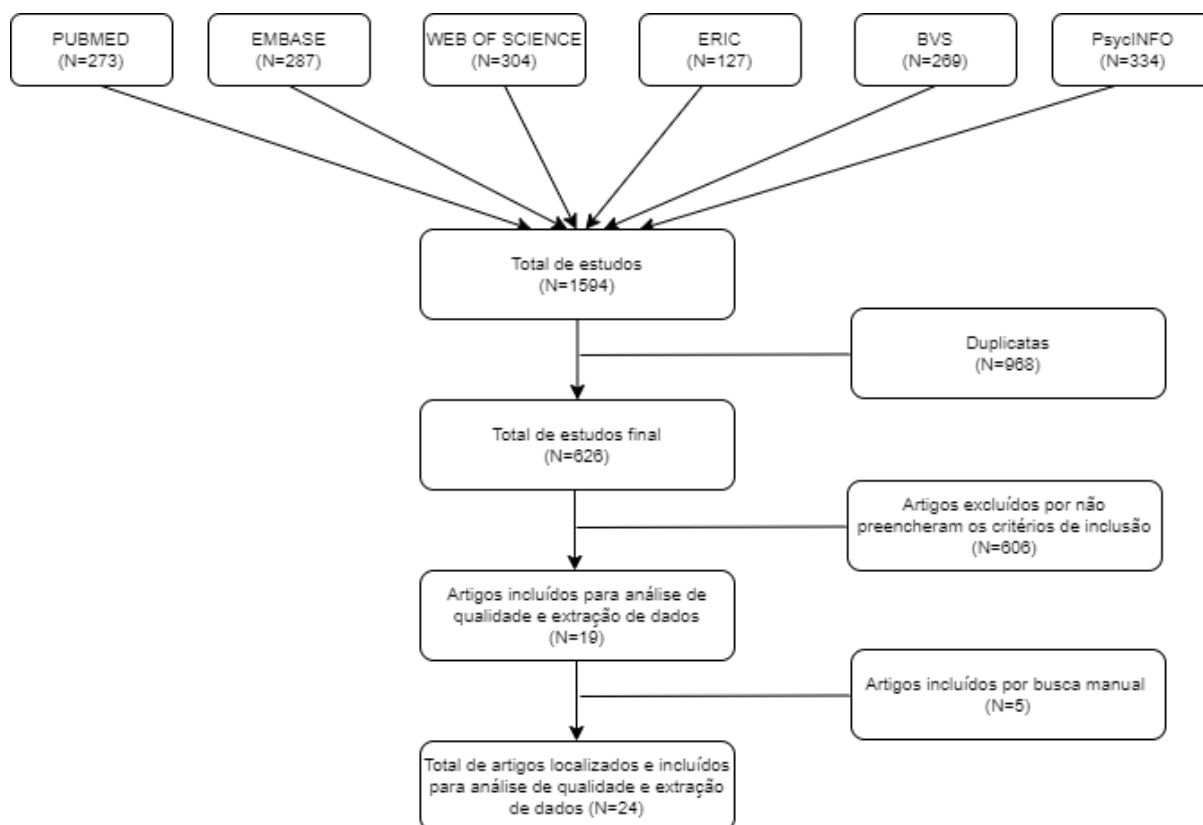 PUBMED
(N=273)
EMBASE
(N=287)
WEB OF SCIENCE
(N=304)
ERIC
(N=127)
BVS
(N=269)
PsycINFO
(N=334)
Total de estudos
(N=1594)
Duplicatas
(N=968)
Total de estudos final
(N=626)
Artigos excluídos por não
preencheram os critérios de inclusão
(N=606)
Artigos incluídos para análise de
qualidade e extração de dados
(N=19)
Artigos incluídos por busca manual
(N=5)
Total de artigos localizados e incluídos
para análise de qualidade e extração
de dados (N=24)